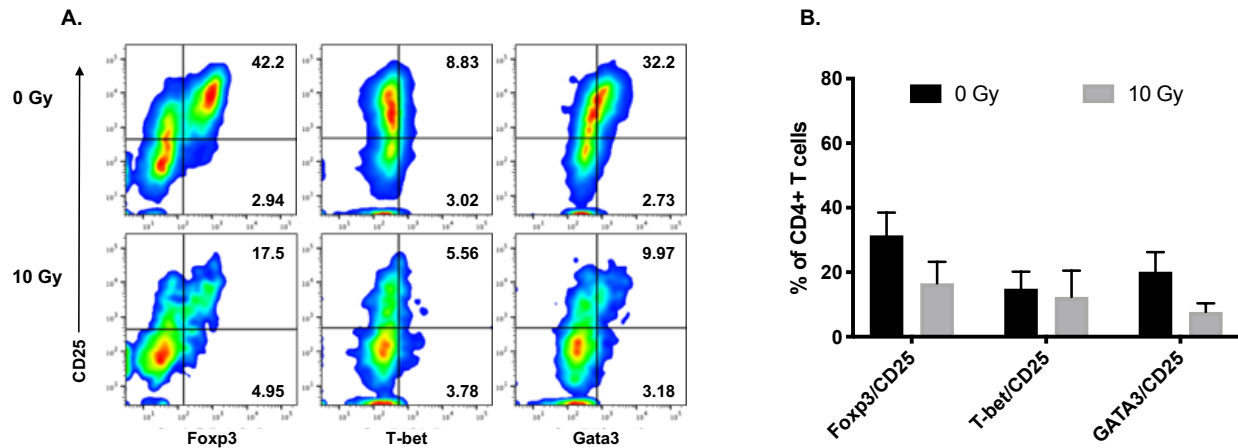 A.
B.
0 Gy
10 Gy
CD25
42.2
2.94
8.83
3.02
32.2
2.73
17.5
4.95
5.56
3.78
9.97
3.18
Foxp3
T-bet
Gata3
% of CD4+ T cells
80
60
40
20
0
0 Gy
10 Gy
Foxp3/CD25
T-bet/CD25
GATA3/CD25